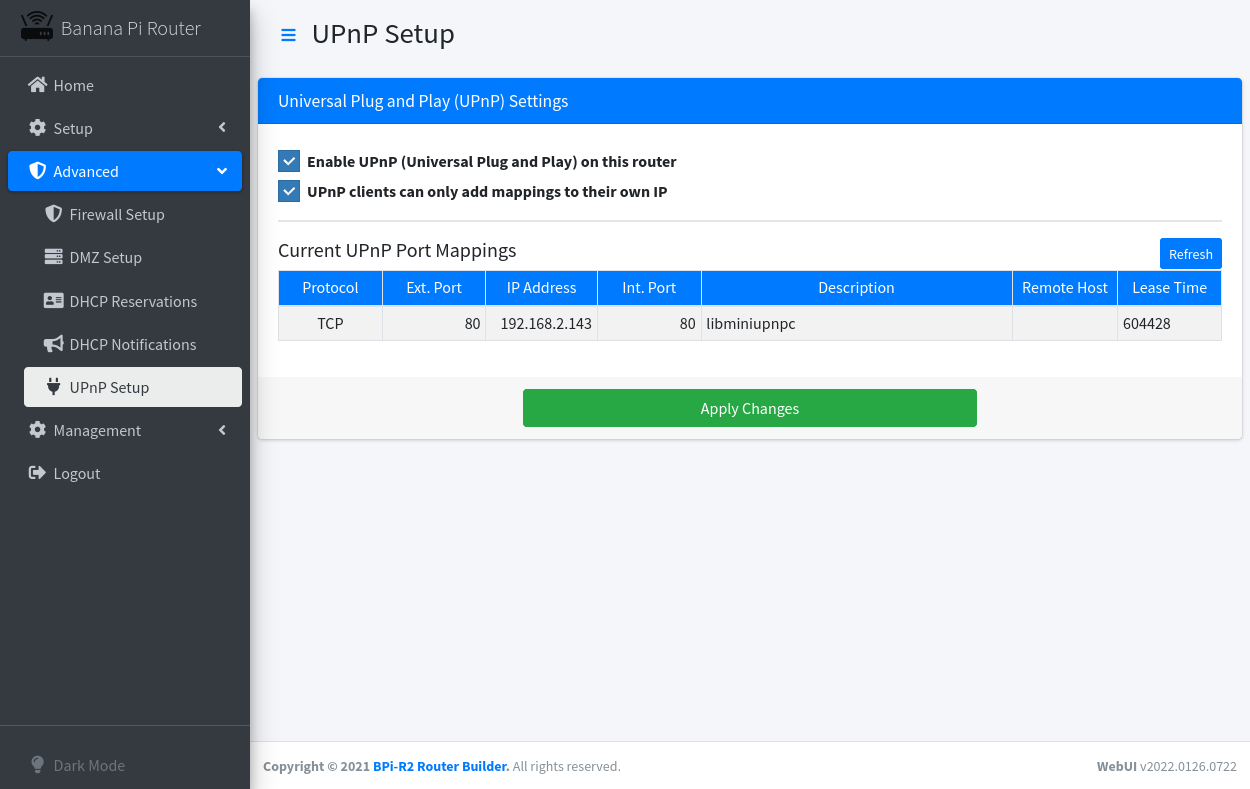 Banana Pi Router
Home
Setup
Advanced
Firewall Setup
DMZ Setup
DHCP Reservations
DHCP Notifications
UPnP Setup
Management
Logout
Dark Mode
UPnP Setup
Universal Plug and Play (UPnP) Settings
Enable UPnP (Universal Plug and Play) on this router
UPnP clients can only add mappings to their own IP
Current UPnP Port Mappings
Refresh
Protocol Ext. Port IP Address Int. Port Description Remote Host Lease Time
TCP 80 192.168.2.143 80 libminiupnpc 604428
Apply Changes
Copyright © 2021 BPi-R2 Router Builder. All rights reserved. WebUI v2022.0126.0722